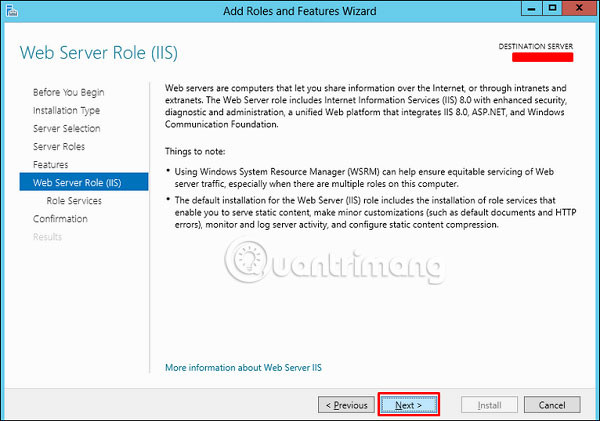 Add Roles and Features Wizard
Web Server Role (IIS)
DESTINATION SERVER
Before You Begin
Installation Type
Server Selection
Server Roles
Features
Web Server Role (IIS)
Role Services
Confirmation
Results
Web servers are computers that let you share information over the Internet, or through intranets and
extranets. The Web Server role includes Internet Information Services (IIS) 8.0 with enhanced security,
diagnostic and administration, a unified Web platform that integrates IIS 8.0, ASP.NET, and Windows
Communication Foundation.
Things to note:
• Using Windows System Resource Manager (WSRM) can help ensure equitable servicing of Web
server traffic, especially when there are multiple roles on this computer.
• The default installation for the Web Server (IIS) role includes the installation of role services that
enable you to serve static content, make minor customizations (such as default documents and HTTP
errors), monitor and log server activity, and configure static content compression.
Quantrimang
More information about Web Server IIS
< Previous
Next >
Install
Cancel